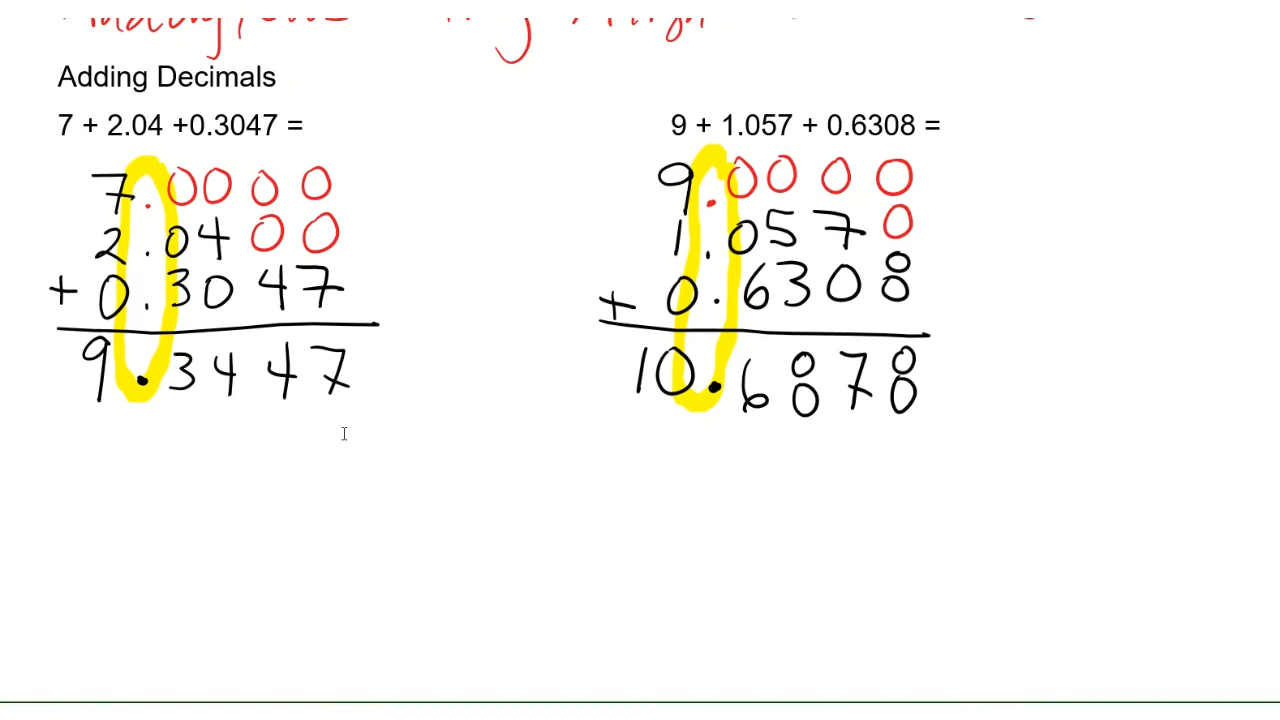 Adding Decimals
7 + 2.04 +0.3047 =
7.0000
2.0400
+ 0.3047
9.3447
9 + 1.057 + 0.6308 =
9.0000
1.0570
+ 0.6308
10.6878